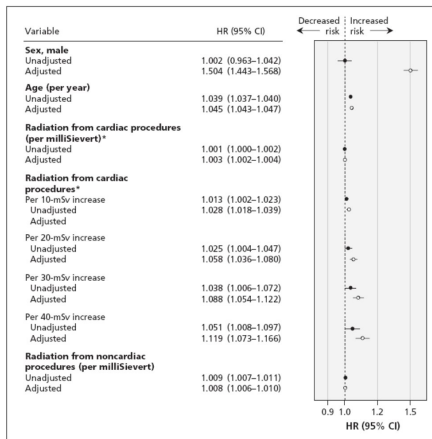 Variable HR (95% CI) Decreased risk Increased risk
Sex, male
Unadjusted 1.002 (0.963–1.042)
Adjusted 1.504 (1.443–1.568)
Age (per year)
Unadjusted 1.039 (1.037–1.040)
Adjusted 1.045 (1.043–1.047)
Radiation from cardiac procedures
(per milliSievert)*
Unadjusted 1.001 (1.000–1.002)
Adjusted 1.003 (1.002–1.004)
Radiation from cardiac
procedures*
Per 10-mSv increase 1.013 (1.002–1.023)
Unadjusted 1.028 (1.018–1.039)
Adjusted
Per 20-mSv increase
Unadjusted 1.025 (1.004–1.047)
Adjusted 1.058 (1.036–1.080)
Per 30-mSv increase
Unadjusted 1.038 (1.006–1.072)
Adjusted 1.088 (1.054–1.122)
Per 40-mSv increase
Unadjusted 1.051 (1.008–1.097)
Adjusted 1.119 (1.073–1.166)
Radiation from noncardiac
procedures (per milliSievert)
Unadjusted 1.009 (1.007–1.011)
Adjusted 1.008 (1.006–1.010)
0.9 1.0 1.2 1.5
HR (95% CI)